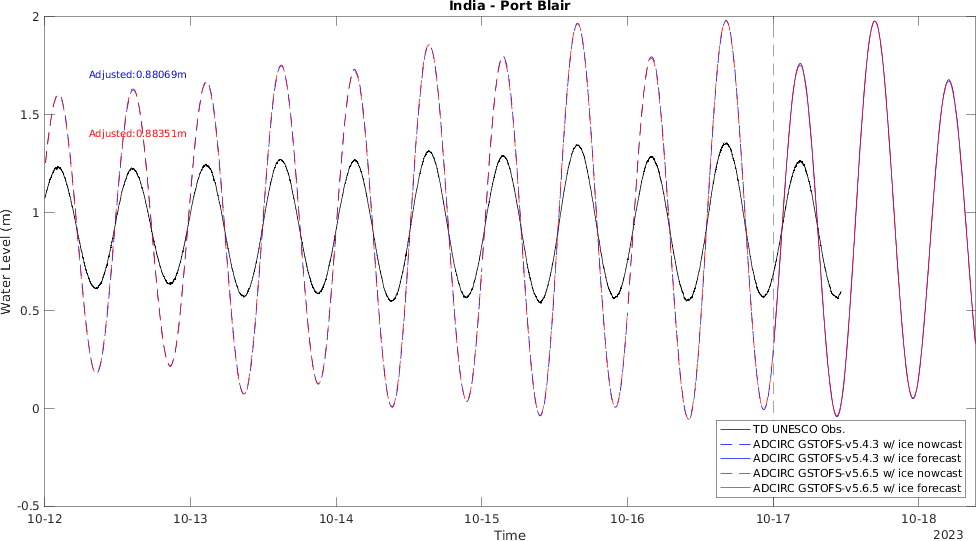 India - Port Blair
Adjusted:0.88069m
Adjusted:0.88351m
Water Level (m)
2
1.5
1
0.5
0
-0.5
10-12
10-13
10-14
10-15
10-16
10-17
10-18
Time
2023
TD UNESCO Obs.
ADCIRC GSTOFS-v5.4.3 w/ ice nowcast
ADCIRC GSTOFS-v5.4.3 w/ ice forecast
ADCIRC GSTOFS-v5.6.5 w/ ice nowcast
ADCIRC GSTOFS-v5.6.5 w/ ice forecast